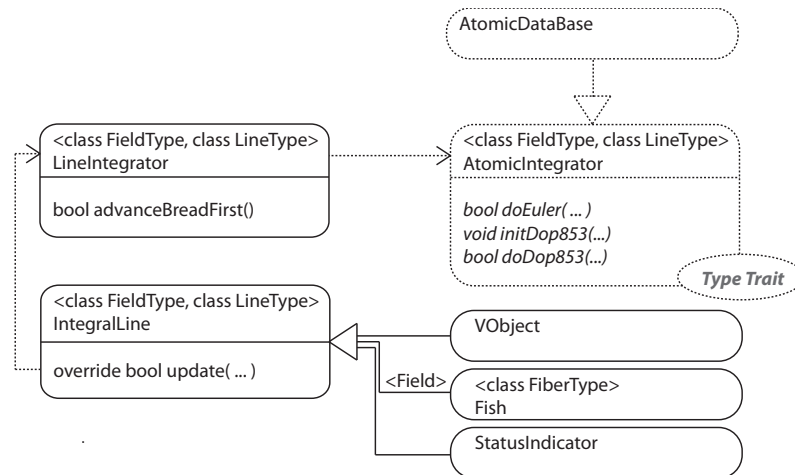 AtomicDataBase
<class FieldType, class LineType>
LineIntegrator
bool advanceBreadFirst()
<class FieldType, class LineType>
AtomicIntegrator
bool doEuler( ... )
void initDop853(...)
bool doDop853(...)
Type Trait
<class FieldType, class LineType>
IntegralLine
override bool update( ... )
VObject
<Field>
<class FiberType>
Fish
StatusIndicator